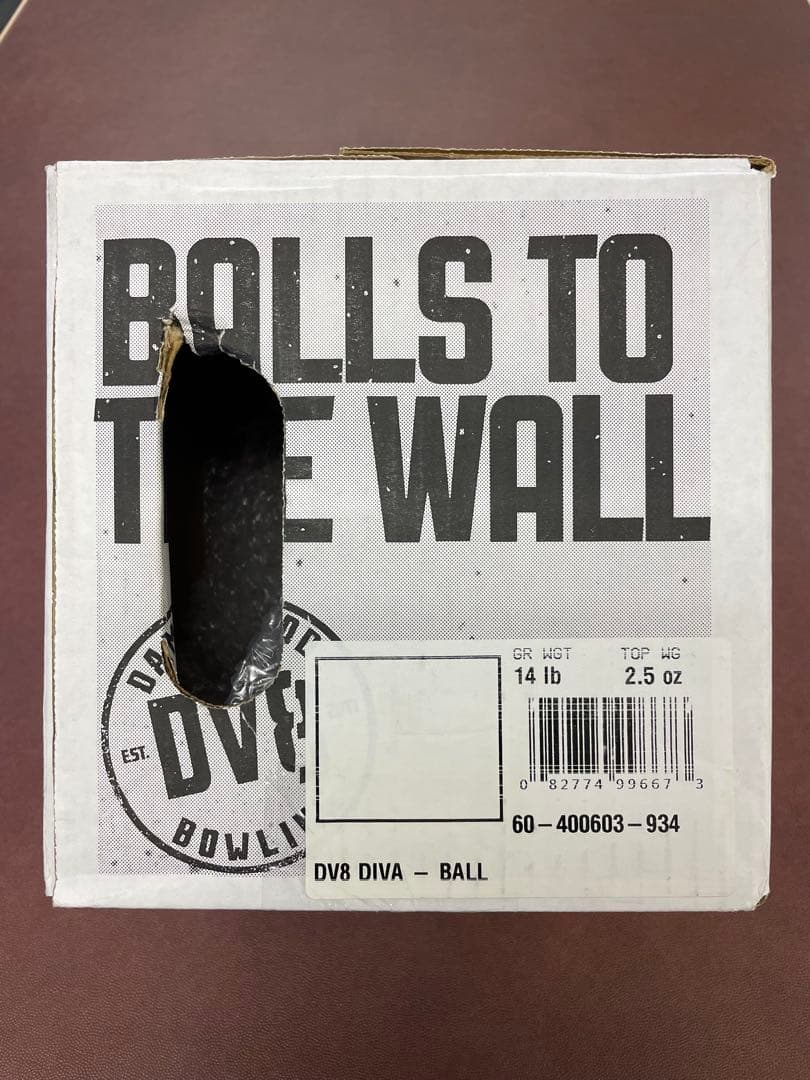 BALLS TO
WALL
DV8
EST.
GR WGT TOP WG
14 lb 2.5 oz
0 82774 99667 3
60-400603-934
DV8 DIVA - BALL